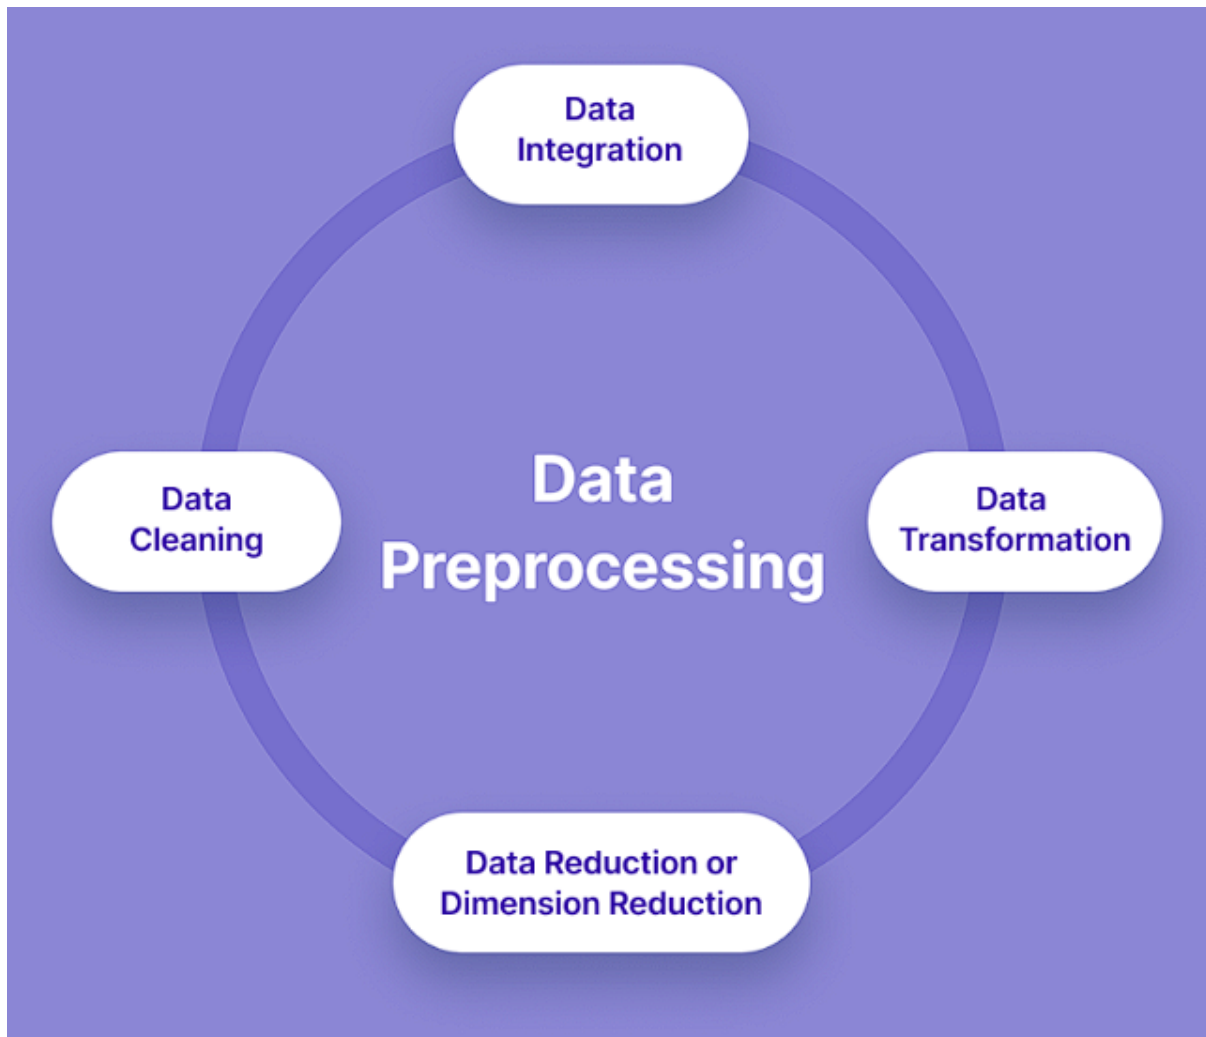 Data
Integration
Data
Cleaning
Data
Preprocessing
Data
Transformation
Data Reduction or
Dimension Reduction